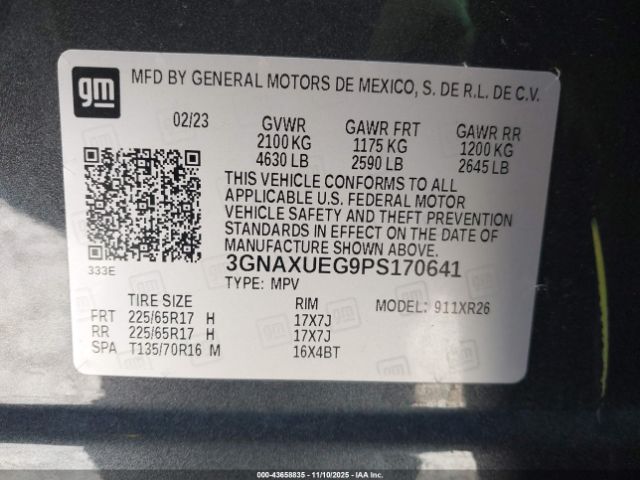 gm
MFD BY GENERAL MOTORS DE MEXICO, S. DE R.L. DE C.V.
02/23 GVWR GAWR FRT GAWR RR
2100 KG 1175 KG 1200 KG
4630 LB 2590 LB 2645 LB
THIS VEHICLE CONFORMS TO ALL
APPLICABLE U.S. FEDERAL MOTOR
VEHICLE SAFETY AND THEFT PREVENTION
STANDARDS IN EFFECT ON THE DATE OF
MANUFACTURE SHOWN ABOVE.
333E
3GNAXUEG9PS170641
TYPE: MPV
TIRE SIZE RIM MODEL: 911XR26
FRT 225/65R17 H 17X7J
RR 225/65R17 H 17X7J
SPA T135/70R16 M 16X4BT
000-43658835 - 11/10/2025 - IAAI.COM